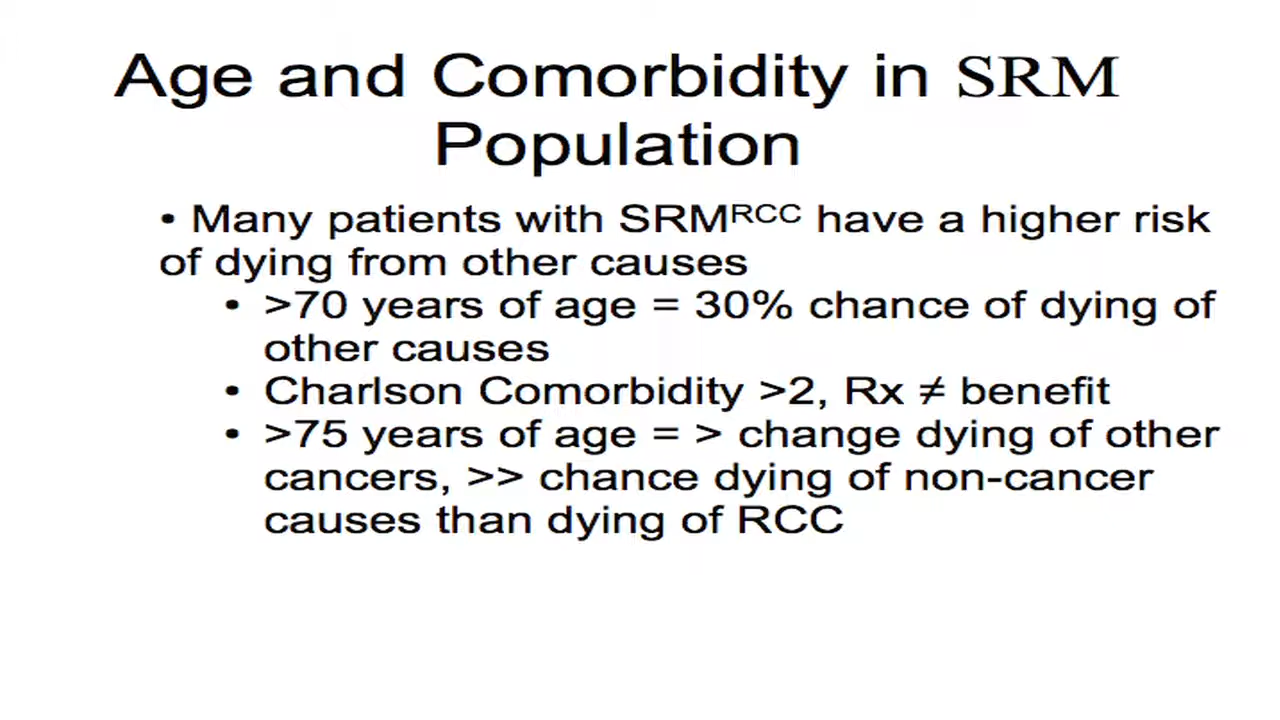 Age and Comorbidity in SRM
Population
• Many patients with SRMᴿᶜᶜ have a higher risk
of dying from other causes
• >70 years of age = 30% chance of dying of
other causes
• Charlson Comorbidity >2, Rx ≠ benefit
• >75 years of age = > change dying of other
cancers, >> chance dying of non-cancer
causes than dying of RCC